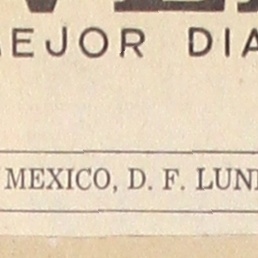 EJOR DIA
MEXICO, D. F. LUN